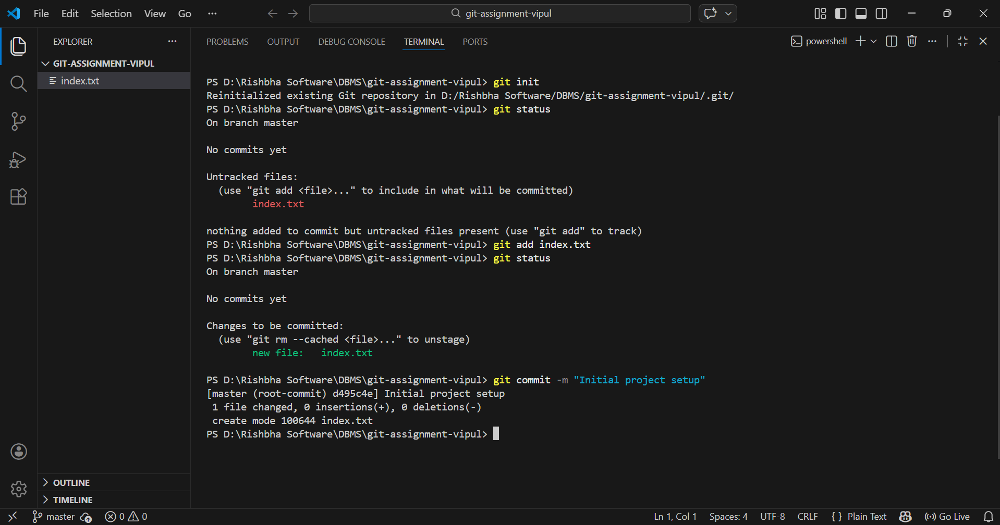 File Edit Selection View Go ···
git-assignment-vipul
EXPLORER ···
GIT-ASSIGNMENT-VIPUL
index.txt
PROBLEMS OUTPUT DEBUG CONSOLE TERMINAL PORTS
powershell
PS D:\Rishbha Software\DBMS\git-assignment-vipul> git init
Reinitialized existing Git repository in D:/Rishbha Software/DBMS/git-assignment-vipul/.git/
PS D:\Rishbha Software\DBMS\git-assignment-vipul> git status
On branch master
No commits yet
Untracked files:
  (use "git add <file>..." to include in what will be committed)
        index.txt
nothing added to commit but untracked files present (use "git add" to track)
PS D:\Rishbha Software\DBMS\git-assignment-vipul> git add index.txt
PS D:\Rishbha Software\DBMS\git-assignment-vipul> git status
On branch master
No commits yet
Changes to be committed:
  (use "git rm --cached <file>..." to unstage)
        new file:   index.txt
PS D:\Rishbha Software\DBMS\git-assignment-vipul> git commit -m "Initial project setup"
[master (root-commit) d495c4e] Initial project setup
 1 file changed, 0 insertions(+), 0 deletions(-)
 create mode 100644 index.txt
PS D:\Rishbha Software\DBMS\git-assignment-vipul>
OUTLINE
TIMELINE
master 0 0 Ln 1, Col 1 Spaces: 4 UTF-8 CRLF { } Plain Text Go Live